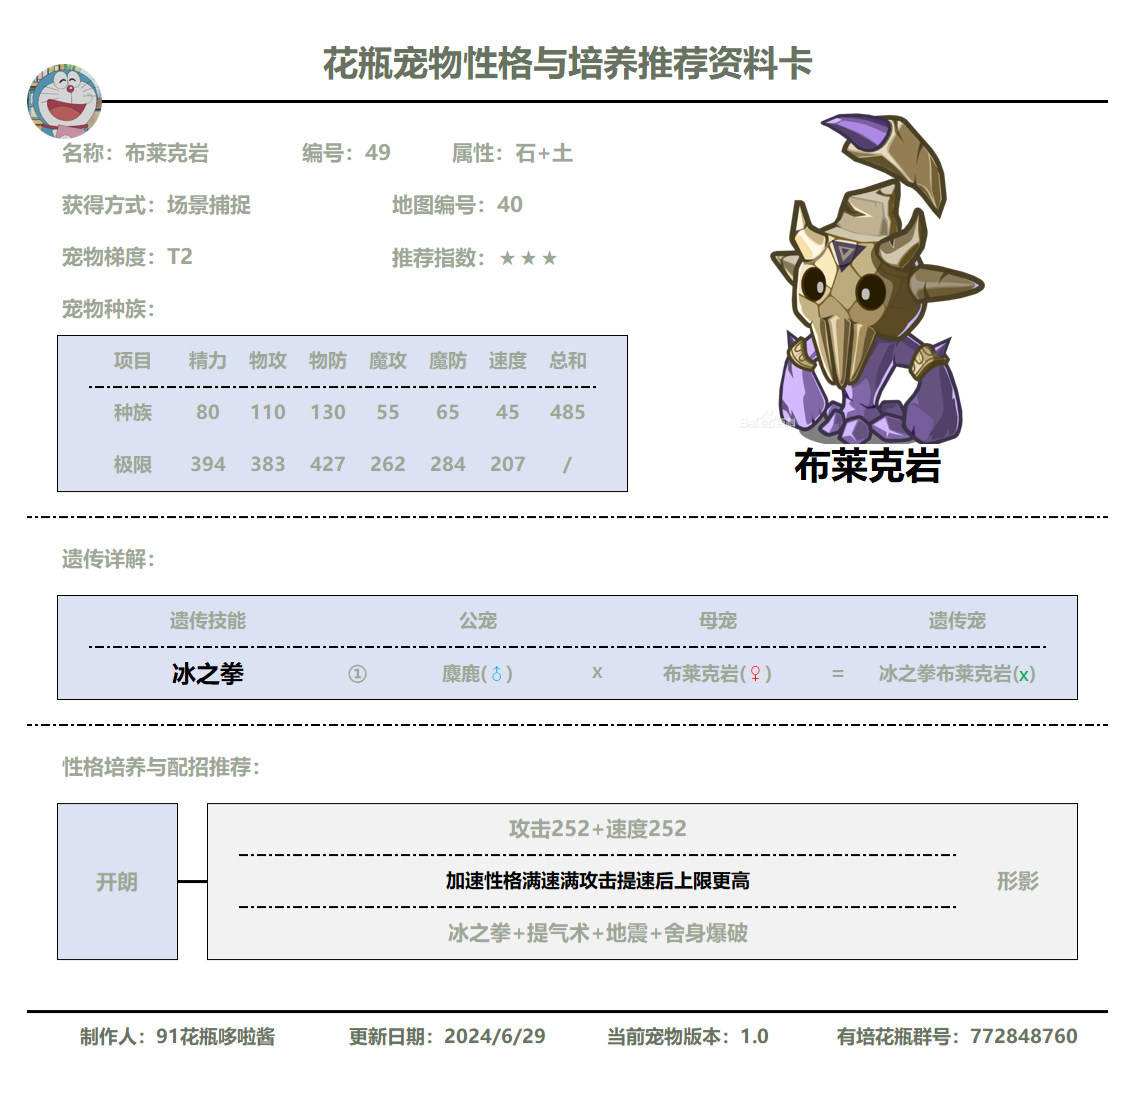 花瓶宠物性格与培养推荐资料卡
名称：布莱克岩 编号：49 属性：石+土
获得方式：场景捕捉 地图编号：40
宠物梯度：T2 推荐指数：★★★
宠物种族：
项目 精力 物攻 物防 魔攻 魔防 速度 总和
种族 80 110 130 55 65 45 485
极限 394 383 427 262 284 207 /
布莱克岩
遗传详解：
遗传技能 公宠 母宠 遗传宠
冰之拳 ① 麋鹿(♂) x 布莱克岩(♀) = 冰之拳布莱克岩(x)
性格培养与配招推荐：
开朗
攻击252+速度252
加速性格满速满攻击提速后上限更高
冰之拳+提气术+地震+舍身爆破
形影
制作人：91花瓶哆啦酱 更新日期：2024/6/29 当前宠物版本：1.0 有培花瓶群号：772848760